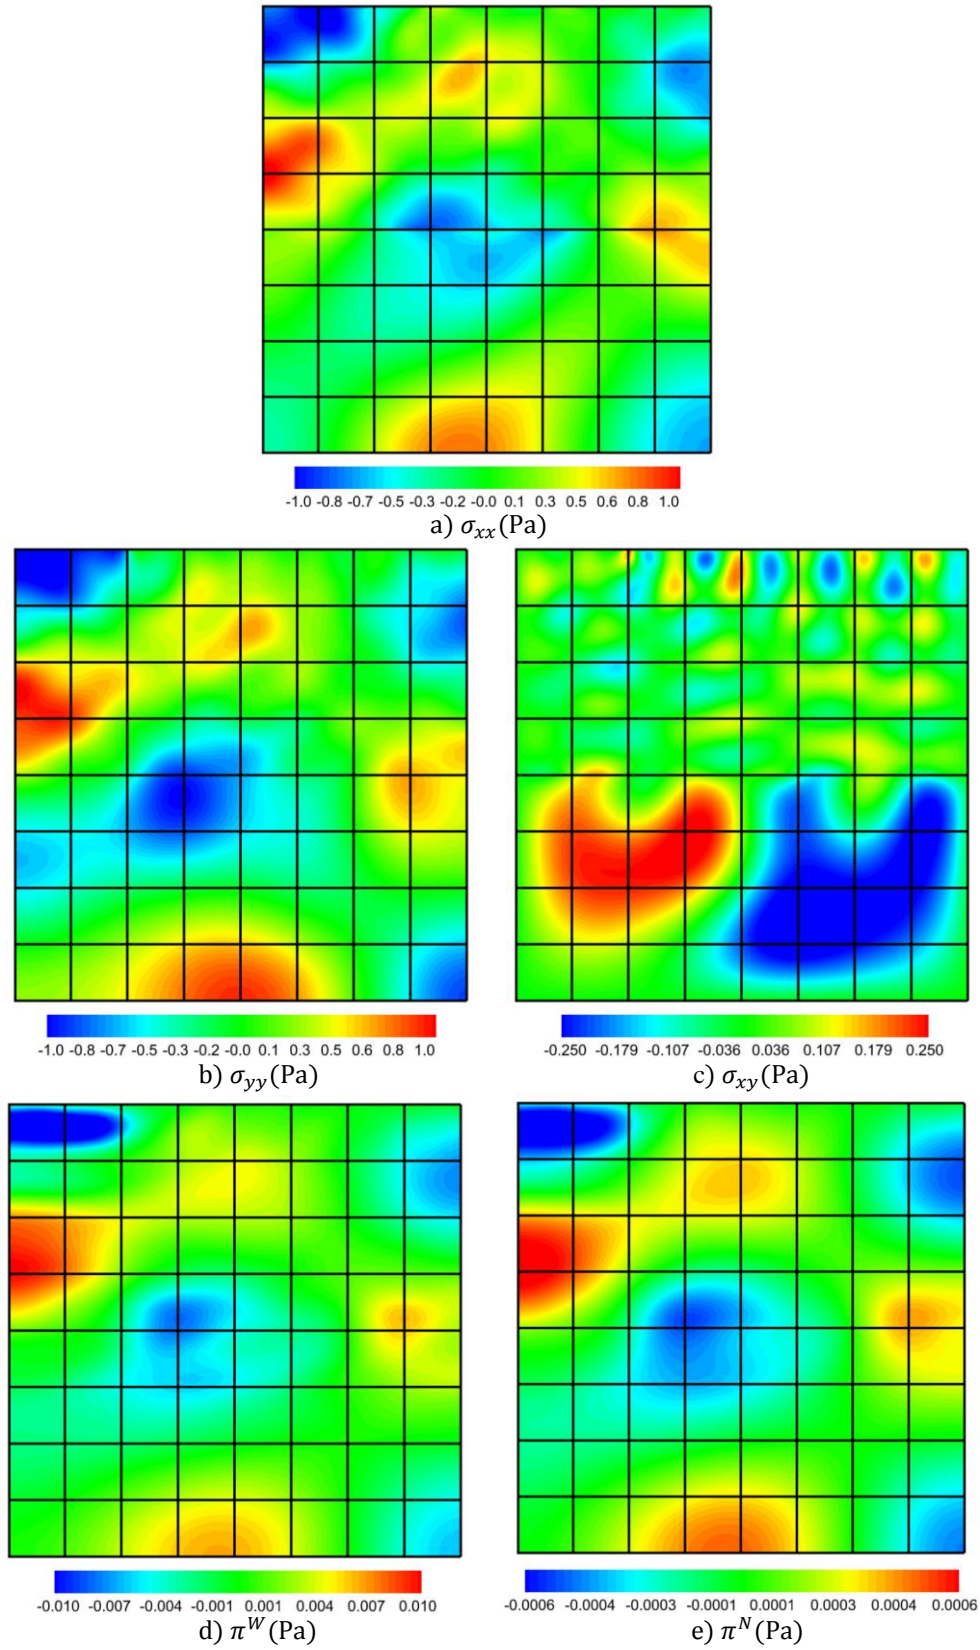 -1.0 -0.8 -0.7 -0.5 -0.3 -0.2 -0.0 0.1 0.3 0.5 0.6 0.8 1.0
a) σxx(Pa)
-1.0 -0.8 -0.7 -0.5 -0.3 -0.2 -0.0 0.1 0.3 0.5 0.6 0.8 1.0
-0.250 -0.179 -0.107 -0.036 0.036 0.107 0.179 0.250
b) σyy(Pa)
c) σxy(Pa)
-0.010 -0.007 -0.004 -0.001 0.001 0.004 0.007 0.010
-0.0006 -0.0004 -0.0003 -0.0001 0.0001 0.0003 0.0004 0.0006
d) π^W(Pa)
e) π^N(Pa)